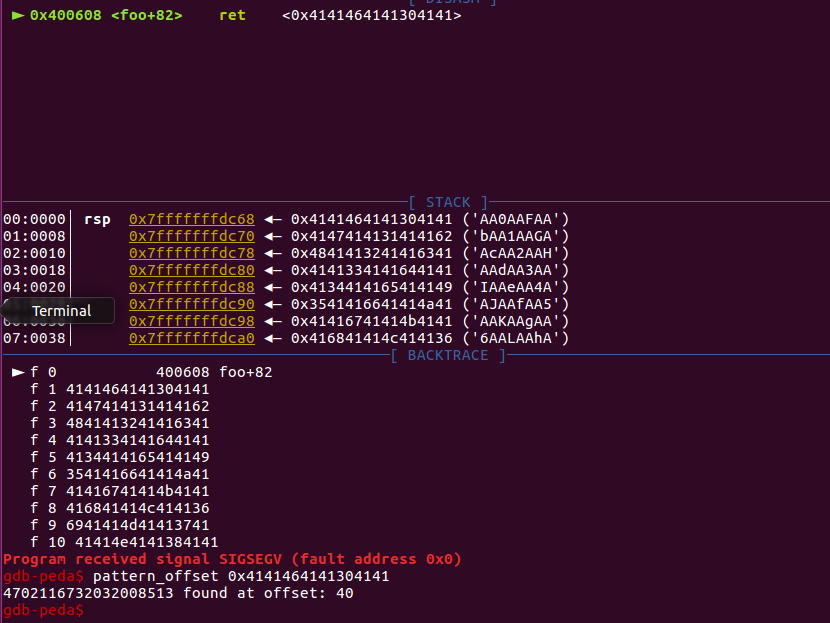 [ DISASM ]
► 0x400608 <foo+82> ret <0x4141464141304141>
[ STACK ]
00:0000│ rsp 0x7fffffffdc68 ◄— 0x4141464141304141 ('AA0AAFAA')
01:0008│ 0x7fffffffdc70 ◄— 0x4147414131414162 ('bAA1AAGA')
02:0010│ 0x7fffffffdc78 ◄— 0x4841413241416341 ('AcAA2AAH')
03:0018│ 0x7fffffffdc80 ◄— 0x4141334141644141 ('AAdAA3AA')
04:0020│ 0x7fffffffdc88 ◄— 0x4134414165414149 ('IAAeAA4A')
0x7fffffffdc90 ◄— 0x3541416641414a41 ('AJAAfAA5')
Terminal
0x7fffffffdc98 ◄— 0x41416741414b4141 ('AAKAAgAA')
07:0038│ 0x7fffffffdca0 ◄— 0x416841414c414136 ('6AALAAhA')
[ BACKTRACE ]
► f 0 400608 foo+82
f 1 4141464141304141
f 2 4147414131414162
f 3 4841413241416341
f 4 4141334141644141
f 5 4134414165414149
f 6 3541416641414a41
f 7 41416741414b4141
f 8 416841414c414136
f 9 6941414d41413741
f 10 41414e4141384141
Program received signal SIGSEGV (fault address 0x0)
gdb-peda$ pattern_offset 0x4141464141304141
4702116732032008513 found at offset: 40
gdb-peda$